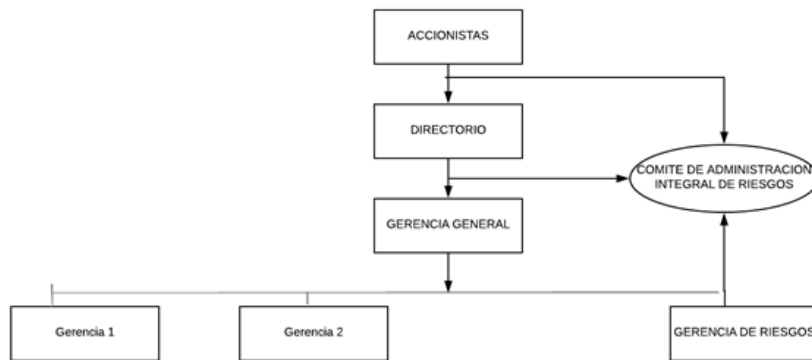 ACCIONISTAS
DIRECTORIO
COMITE DE ADMINISTRACION
INTEGRAL DE RIESGOS
GERENCIA GENERAL
Gerencia 1
Gerencia 2
GERENCIA DE RIESGOS